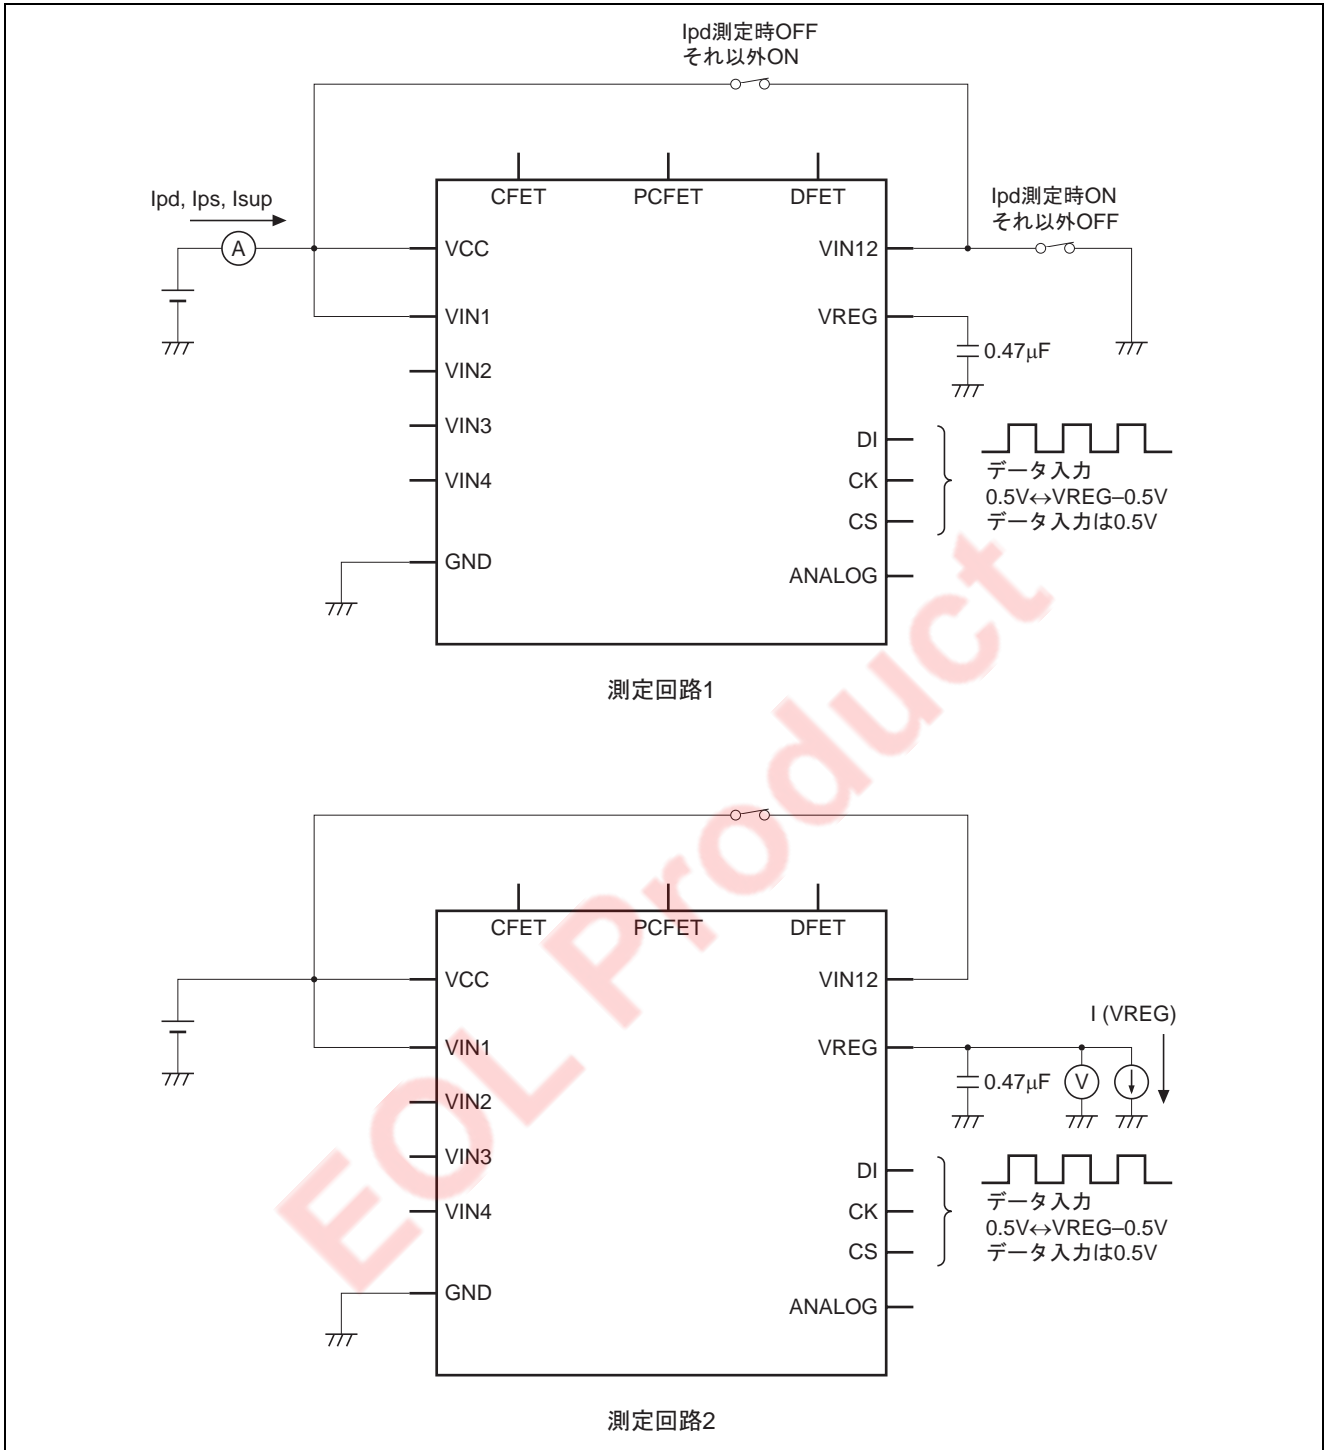 Ipd測定時OFF
それ以外ON
CFET
PCFET
DFET
Ipd, Ips, Isup
A
Ipd測定時ON
それ以外OFF
VCC
VIN12
VIN1
VREG
0.47μF
VIN2
VIN3
DI
データ入力
0.5V↔VREG–0.5V
データ入力は0.5V
VIN4
CK
CS
GND
ANALOG
測定回路1
CFET
PCFET
DFET
VCC
VIN12
I (VREG)
VIN1
VREG
0.47μF
V
VIN2
VIN3
DI
データ入力
0.5V↔VREG–0.5V
データ入力は0.5V
VIN4
CK
CS
GND
ANALOG
測定回路2
EOL Product